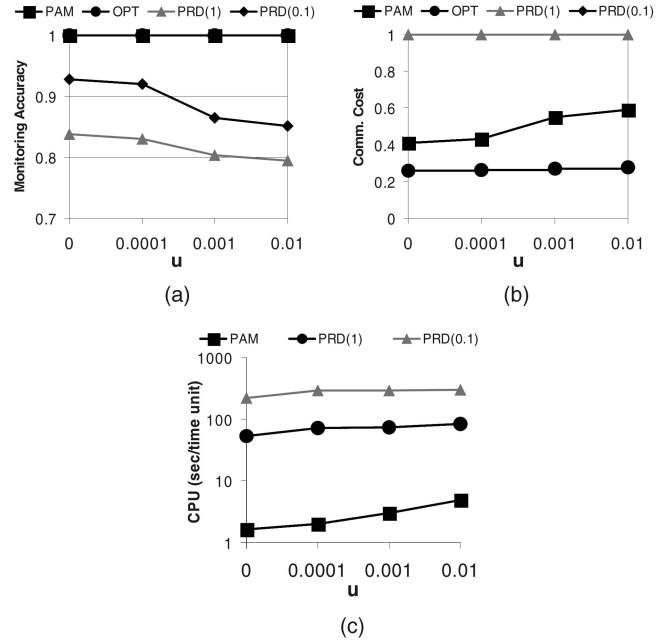 PAM OPT PRD(1) PRD(0.1)
Monitoring Accuracy
1
0.9
0.8
0.7
0 0.0001 0.001 0.01
u
(a)
PAM OPT PRD(1) PRD(0.1)
Comm. Cost
1
0.8
0.6
0.4
0.2
0
0 0.0001 0.001 0.01
u
(b)
PAM PRD(1) PRD(0.1)
CPU (sec/time unit)
1000
100
10
1
0 0.0001 0.001 0.01
u
(c)